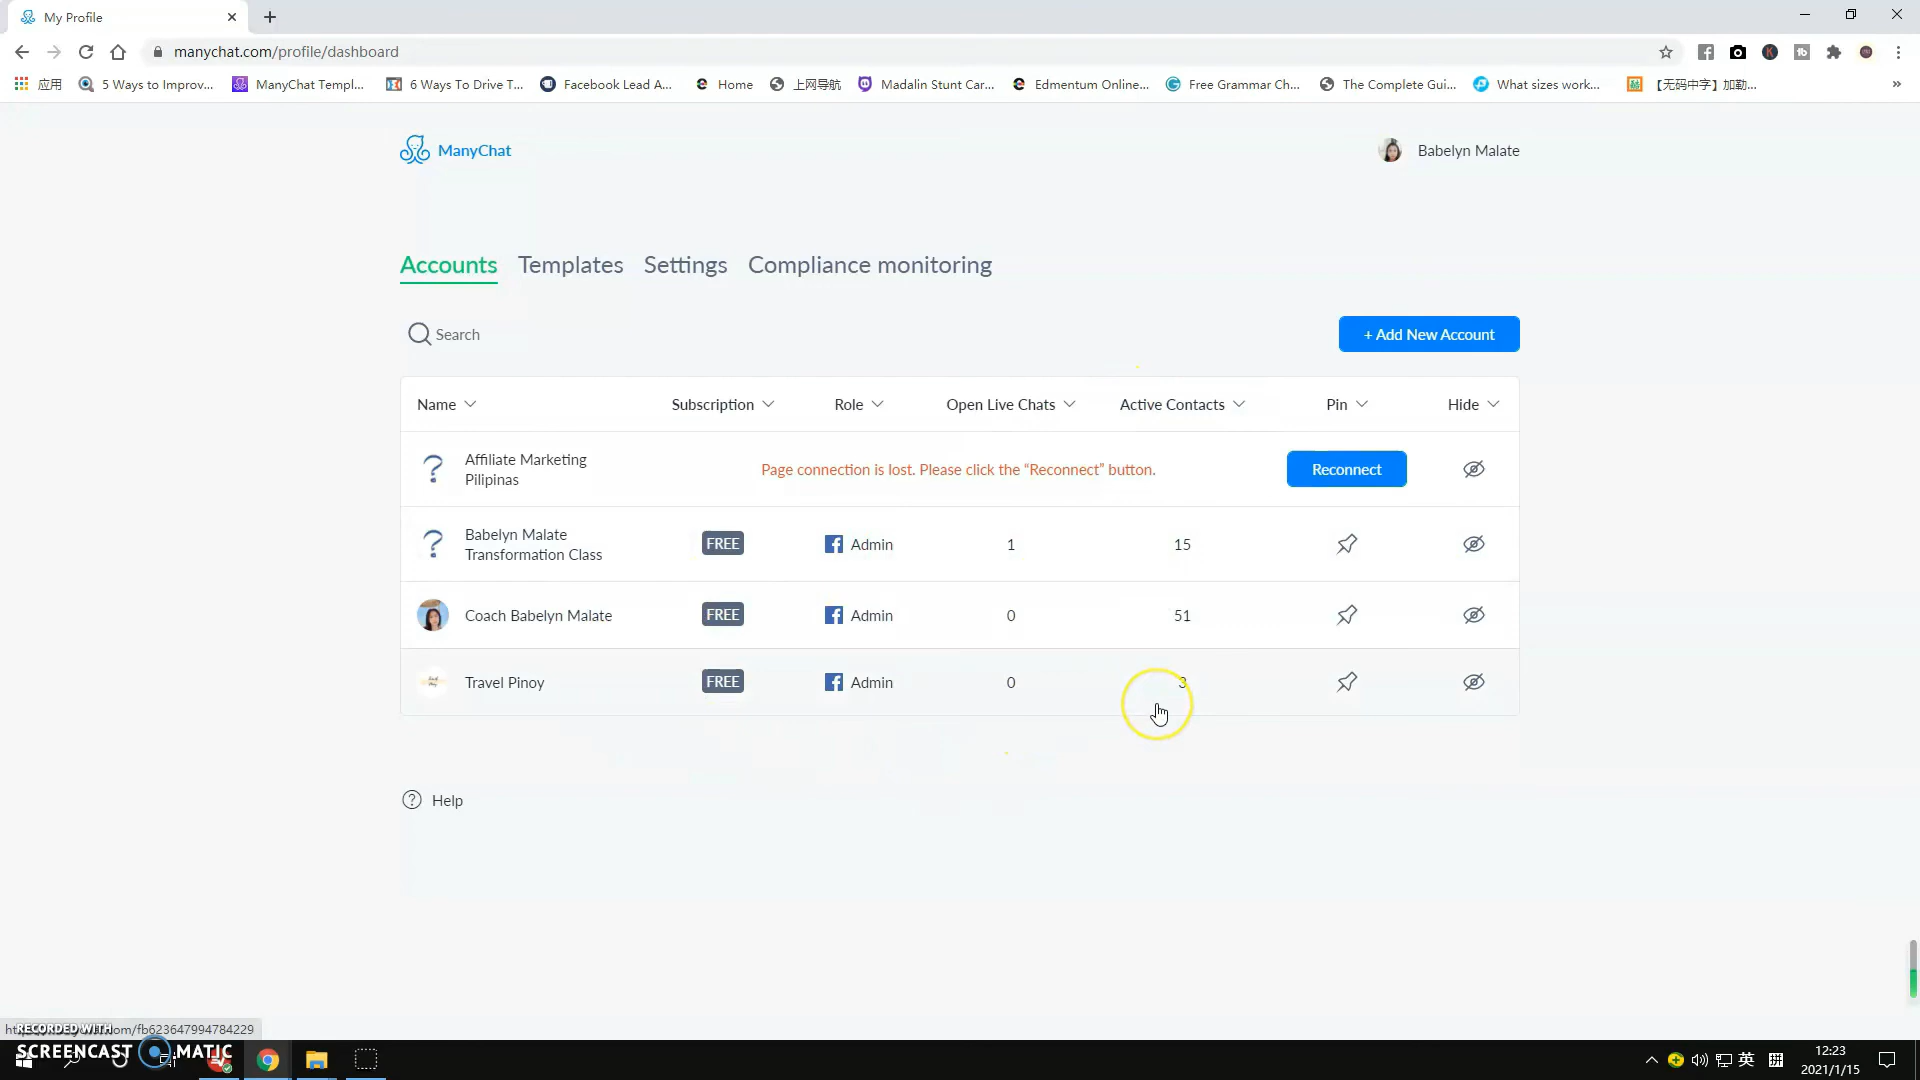 My Profile
manychat.com/profile/dashboard
应用
5 Ways to Improv...
ManyChat Templ...
6 Ways To Drive T...
Facebook Lead A...
Home
上网导航
Madalin Stunt Car...
Edmentum Online...
Free Grammar Ch...
The Complete Gui...
What sizes work...
【无码中字】加勒...
ManyChat
Babelyn Malate
Accounts
Templates
Settings
Compliance monitoring
Search
+ Add New Account
Name
Subscription
Role
Open Live Chats
Active Contacts
Pin
Hide
Affiliate Marketing
Pilipinas
Page connection is lost. Please click the “Reconnect” button.
Reconnect
Babelyn Malate
Transformation Class
FREE
Admin
1
15
Coach Babelyn Malate
FREE
Admin
0
51
Travel Pinoy
FREE
Admin
0
3
Help
om/fb623647994784229
RECORDED WITH
SCREENCAST MATIC
英
拼
12:23
2021/1/15